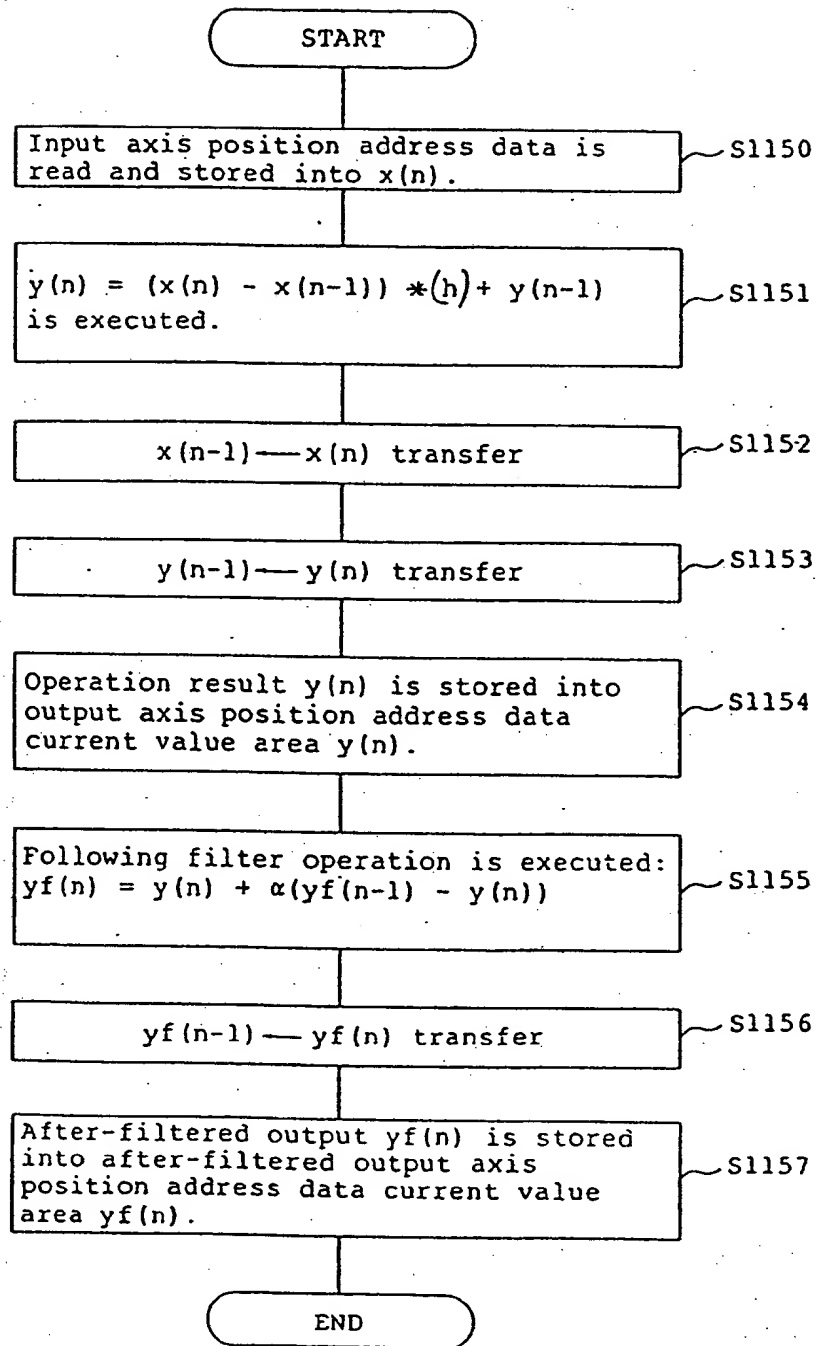 START
Input axis position address data is
read and stored into x(n).
S1150
y(n) = (x(n) - x(n-1)) *(h)+ y(n-1)
is executed.
S1151
x(n-1)—x(n) transfer
S1152
y(n-1)—y(n) transfer
S1153
Operation result y(n) is stored into
output axis position address data
current value area y(n).
S1154
Following filter operation is executed:
yf(n) = y(n) + α(yf(n-1) - y(n))
S1155
yf(n-1)—yf(n) transfer
S1156
After-filtered output yf(n) is stored
into after-filtered output axis
position address data current value
area yf(n).
S1157
END